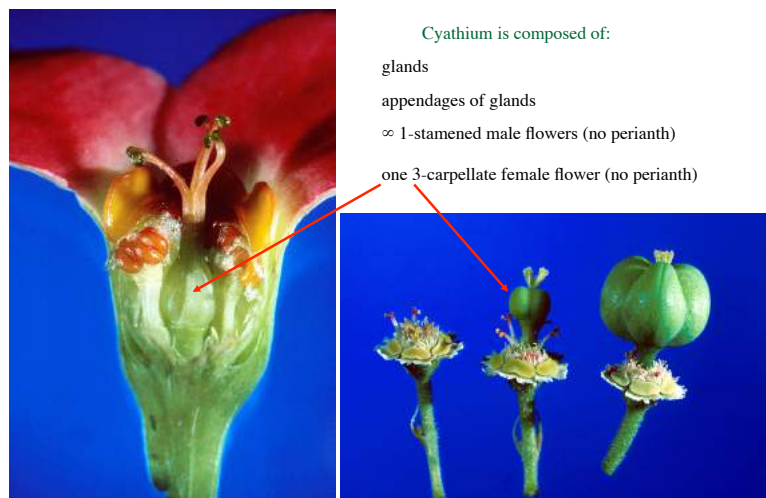 Cyathium is composed of:
glands
appendages of glands
∞ 1-stamened male flowers (no perianth)
one 3-carpellate female flower (no perianth)